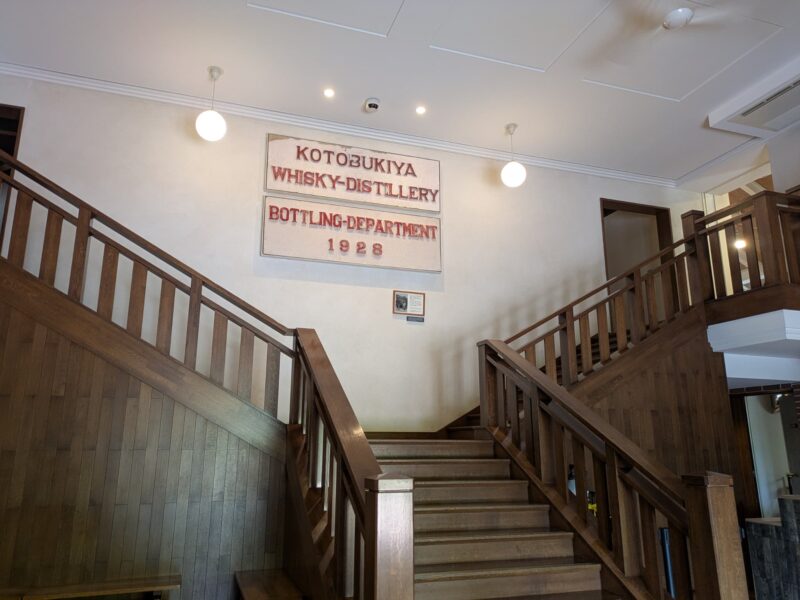 KOTOBUKIYA
WHISKY-DISTILLERY
BOTTLING-DEPARTMENT
1928